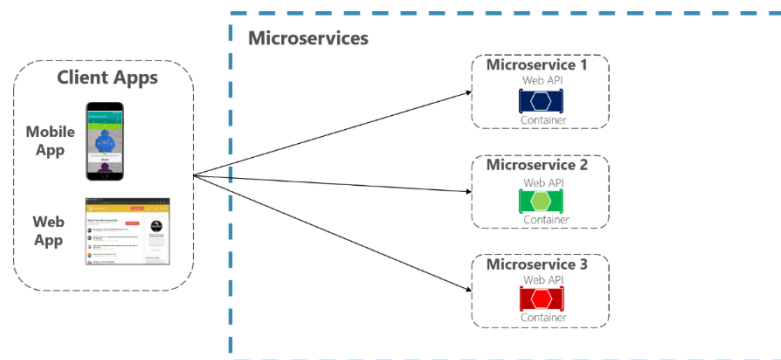 Microservices
Client Apps
Mobile
App
Web
App
Microservice 1
Web API
Container
Microservice 2
Web API
Container
Microservice 3
Web API
Container